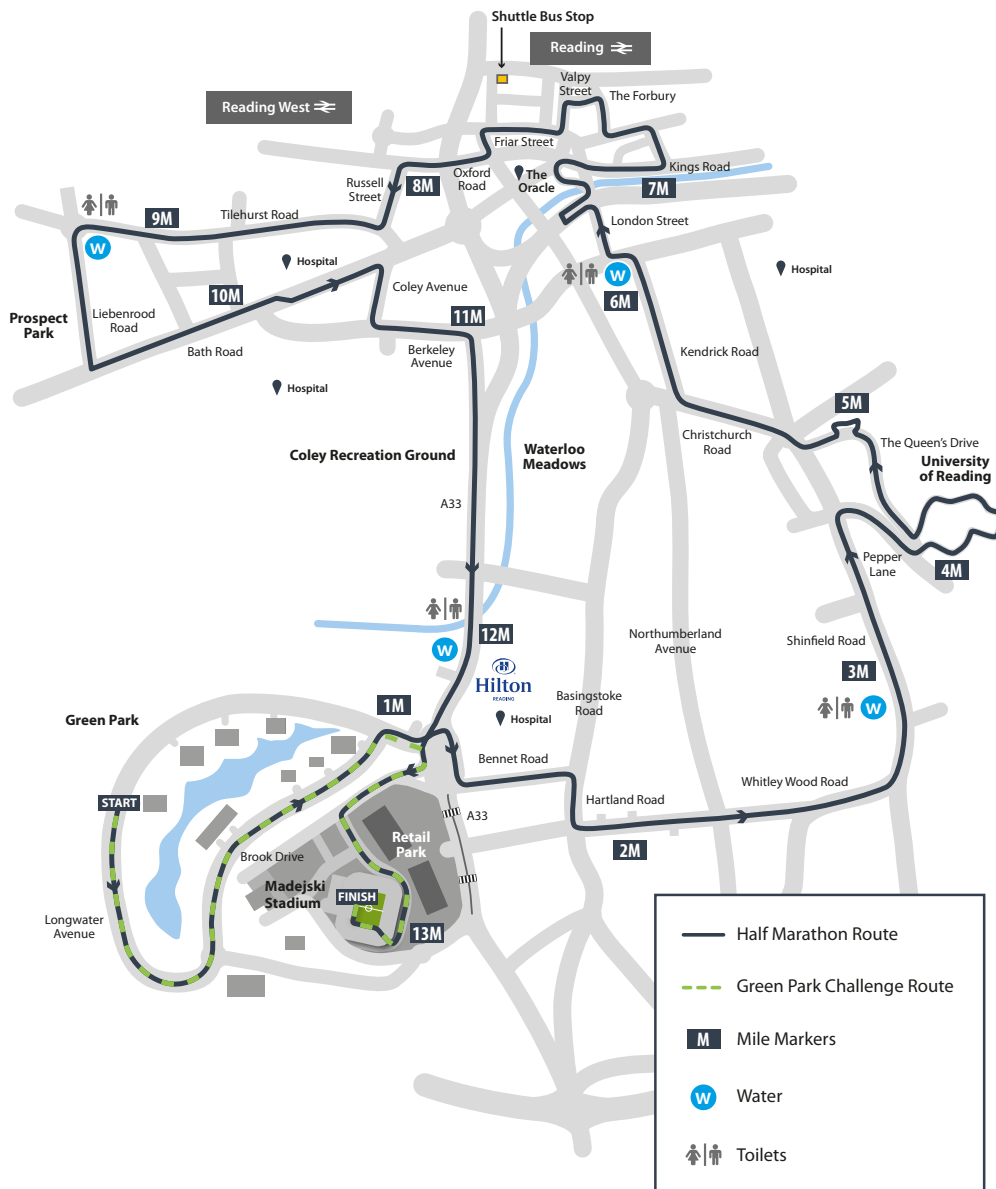 Shuttle Bus Stop
Reading
Valpy
Street
The Forbury
Reading West
Friar Street
Oxford
Road
The
Oracle
Kings Road
7M
Russell
Street
8M
London Street
9M
Tilehurst Road
W
Hospital
Hospital
W
6M
Coley Avenue
10M
Prospect
Park
Liebenrood
Road
11M
Bath Road
Berkeley
Avenue
Kendrick Road
Hospital
5M
Christchurch
Road
The Queen's Drive
University
of Reading
Coley Recreation Ground
Waterloo
Meadows
A33
Pepper
Lane
4M
12M
W
Northumberland
Avenue
Shinfield Road
3M
W
Hilton
READING
Basingstoke
Road
Green Park
1M
Hospital
Bennet Road
Whitley Wood Road
START
Hartland Road
A33
2M
Retail
Park
Brook Drive
Madejski
Stadium
FINISH
13M
Longwater
Avenue
Half Marathon Route
Green Park Challenge Route
M
Mile Markers
W
Water
Toilets